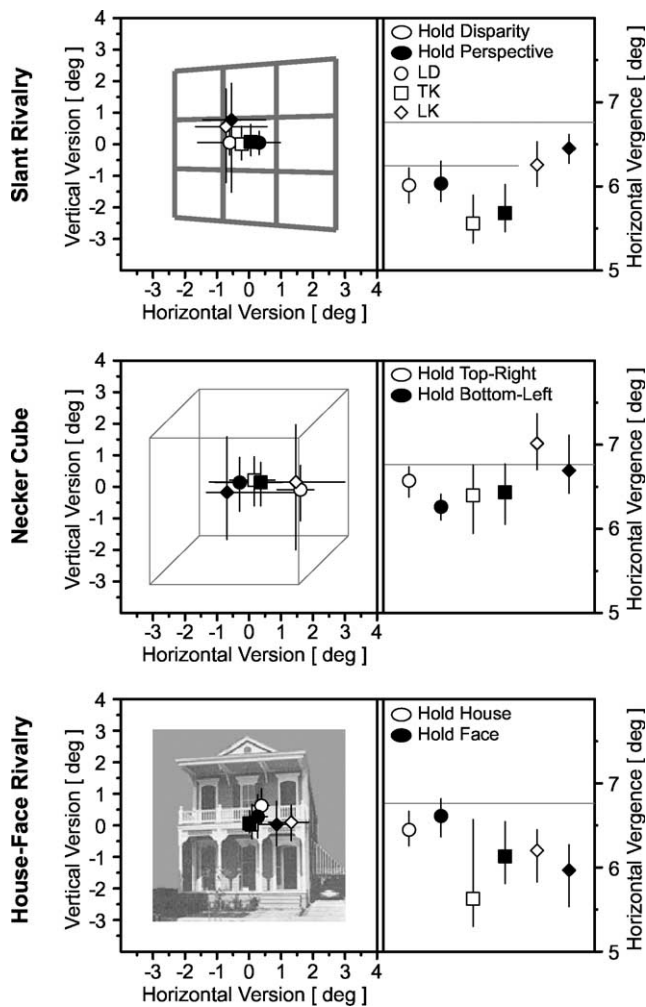 Slant Rivalry
Vertical Version [ deg ]
4
3
2
1
0
-1
-2
-3
-3 -2 -1 0 1 2 3 4
Horizontal Version [ deg ]
Hold Disparity
Hold Perspective
LD
TK
LK
7
6
5
Horizontal Vergence [ deg ]
Necker Cube
Vertical Version [ deg ]
4
3
2
1
0
-1
-2
-3
-3 -2 -1 0 1 2 3 4
Horizontal Version [ deg ]
Hold Top-Right
Hold Bottom-Left
7
6
5
Horizontal Vergence [ deg ]
House-Face Rivalry
Vertical Version [ deg ]
4
3
2
1
0
-1
-2
-3
-3 -2 -1 0 1 2 3 4
Horizontal Version [ deg ]
Hold House
Hold Face
7
6
5
Horizontal Vergence [ deg ]